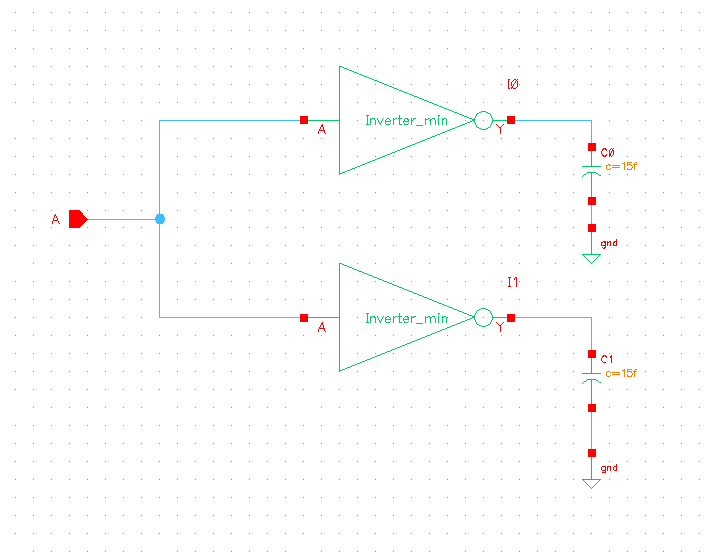 I0
Inverter_min
A
Y
C0
c=15f
A
gnd
I1
Inverter_min
A
Y
C1
c=15f
gnd